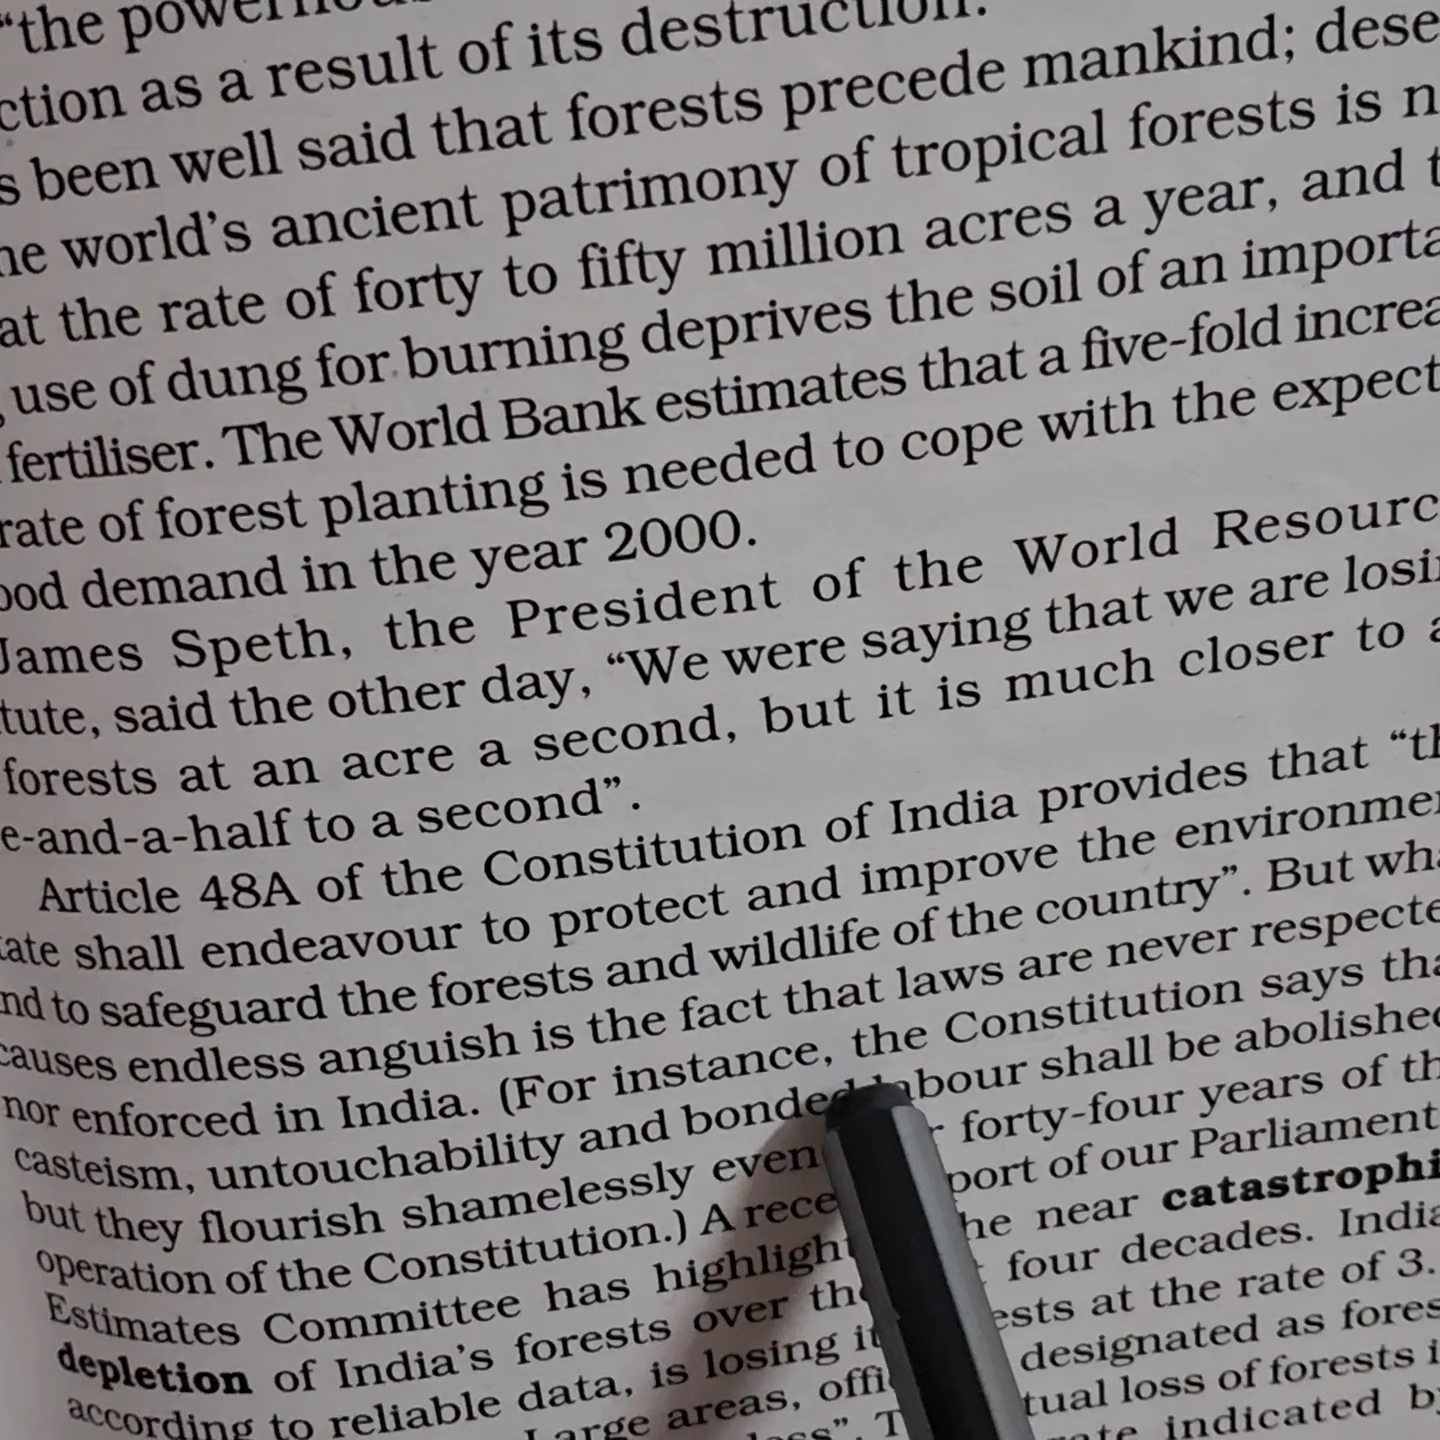 "the
ction as a result of its destruction.
s been well said that forests precede mankind; dese
he world's ancient patrimony of tropical forests is n
at the rate of forty to fifty million acres a year, and t
use of dung for burning deprives the soil of an importa
fertiliser. The World Bank estimates that a five-fold increa
rate of forest planting is needed to cope with the expect
ood demand in the year 2000.
James Speth, the President of the World Resourc
tute, said the other day, "We were saying that we are losi
forests at an acre a second, but it is much closer to a
e-and-a-half to a second".
Article 48A of the Constitution of India provides that "th
tate shall endeavour to protect and improve the environme
nd to safeguard the forests and wildlife of the country". But wha
causes endless anguish is the fact that laws are never respecte
nor enforced in India. (For instance, the Constitution says tha
casteism, untouchability and bonded labour shall be abolished
but they flourish shamelessly even forty-four years of th
operation of the Constitution.) A rece port of our Parliament
Estimates Committee has highlight he near catastrophi
depletion of India's forests over the four decades. India
according to reliable data, is losing it ests at the rate of 3.
Large areas, offi designated as fores
less". T tual loss of forests i
indicated b